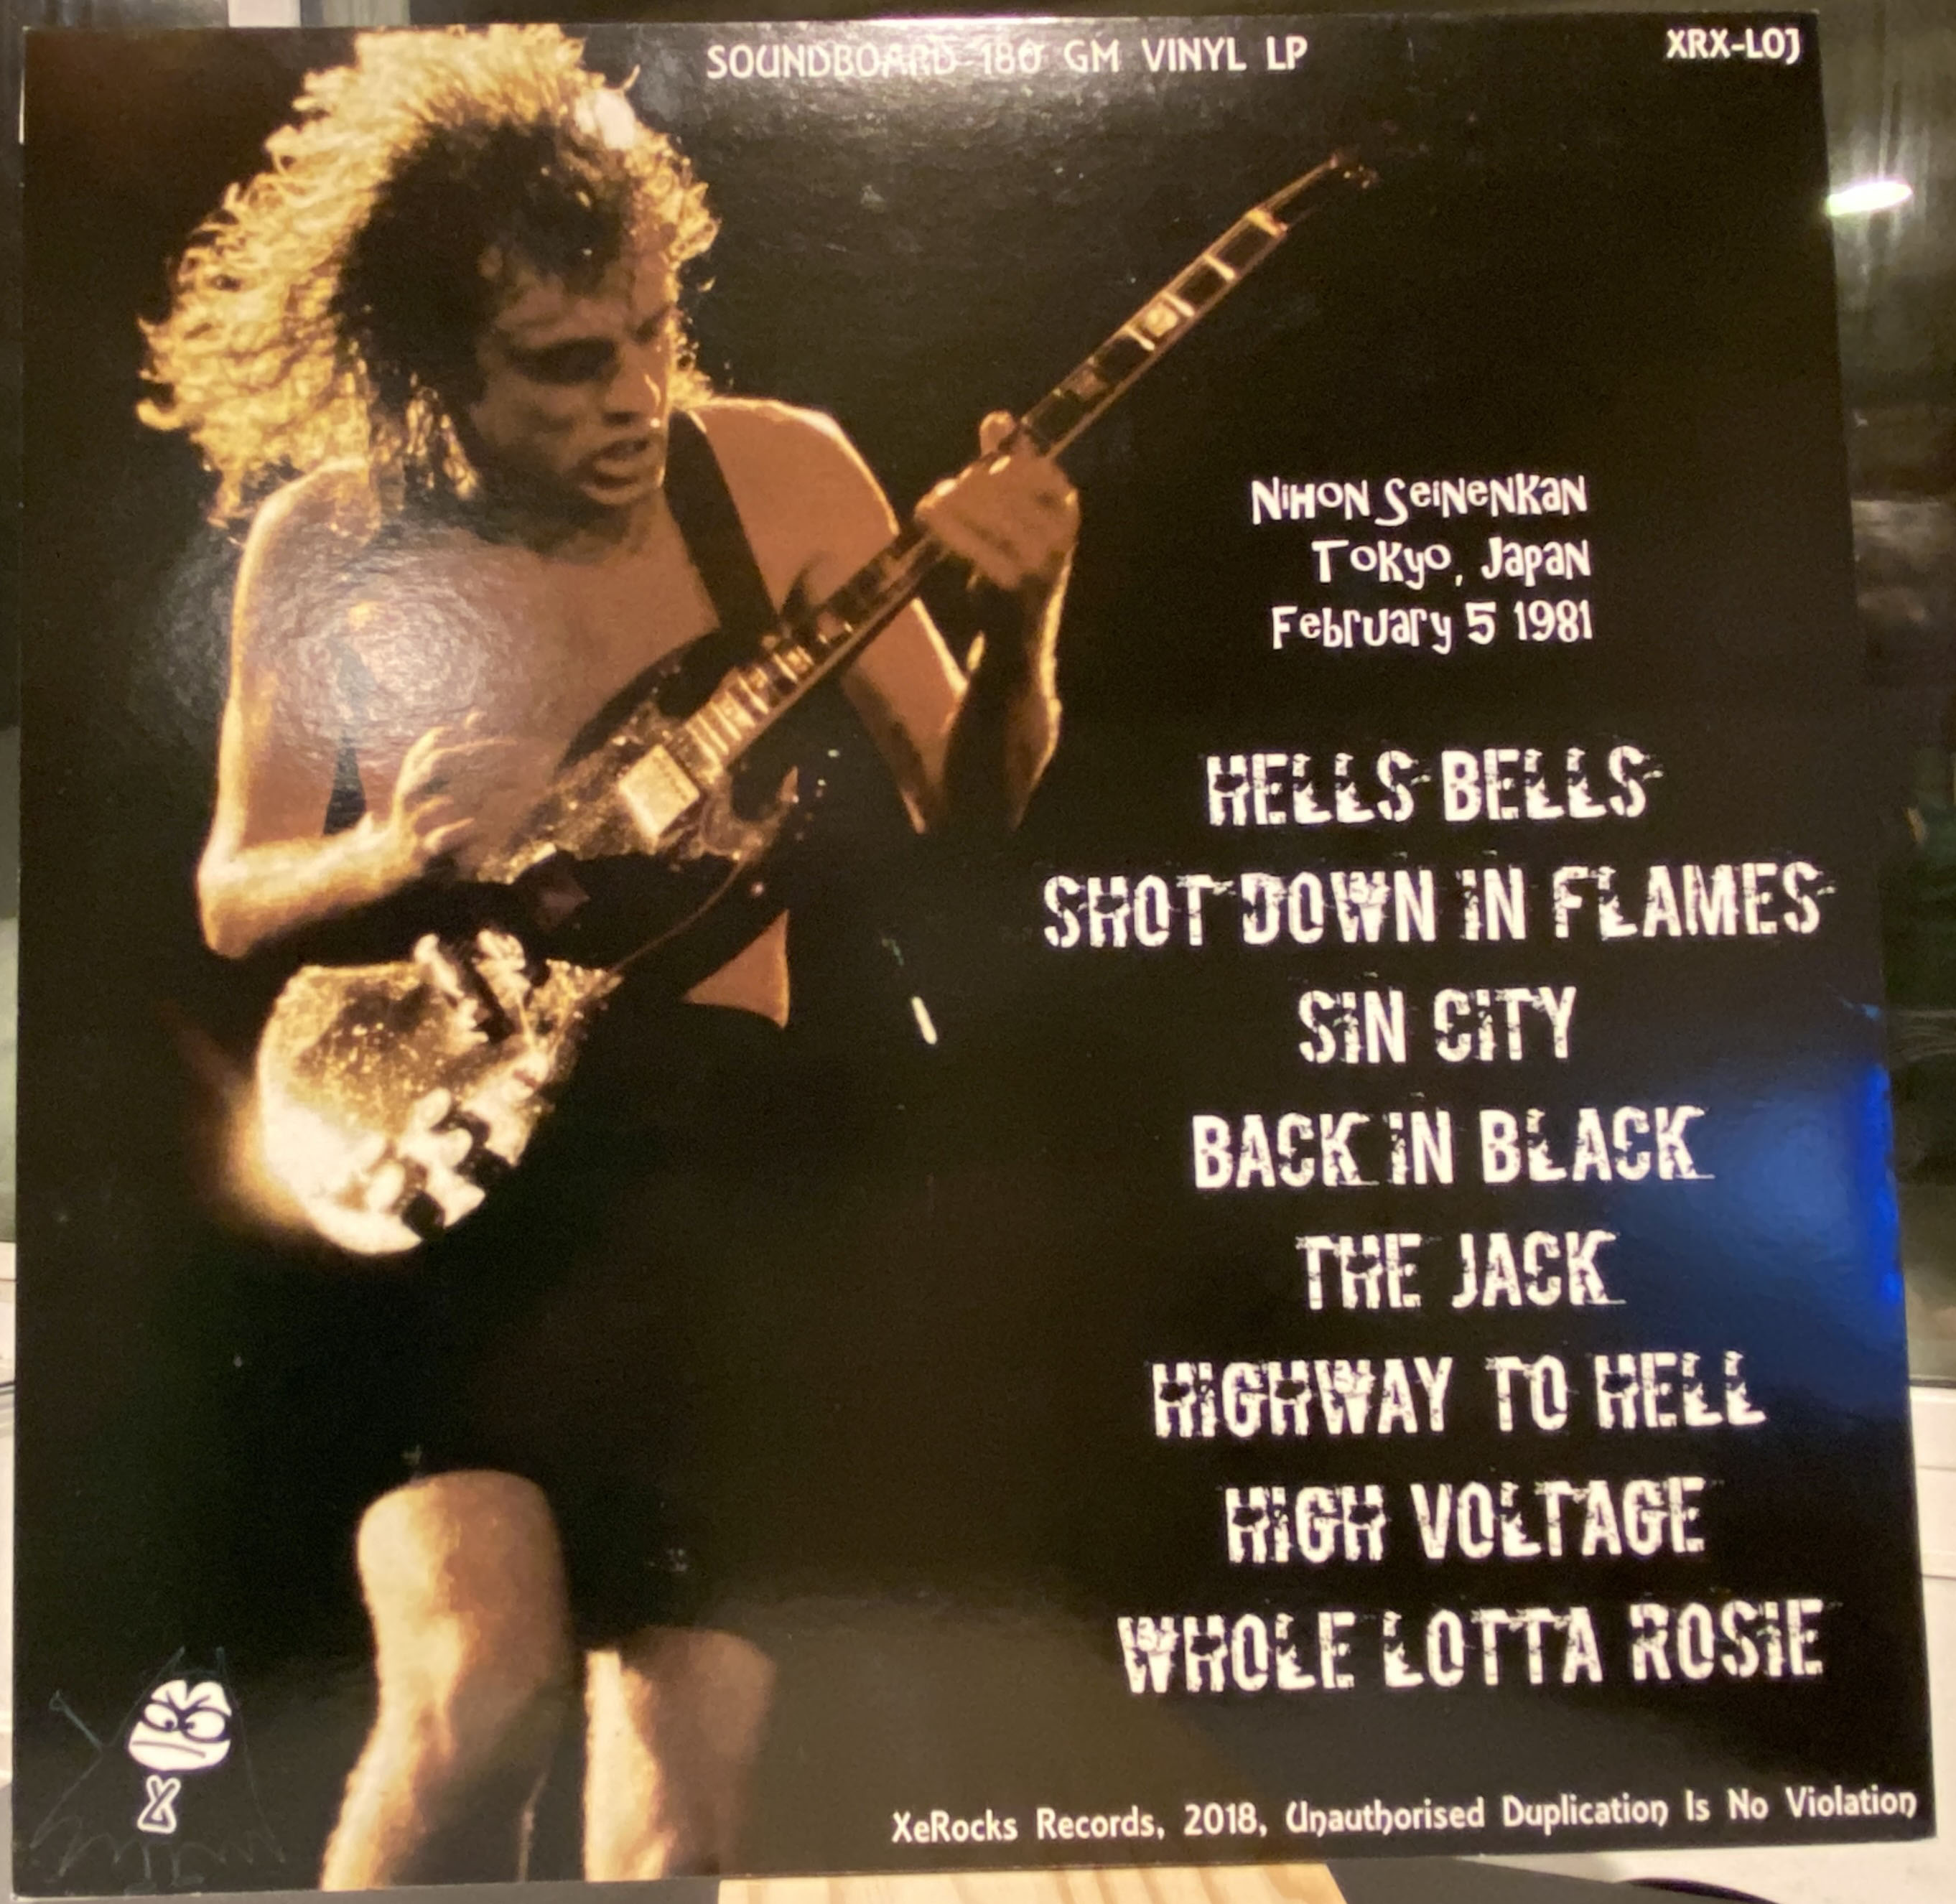 SOUNDBOARD-180 GM VINYL LP
XRX-LOJ
NiHON SeiNeNKaN
Tokyo, Japan
February 5 1981
HELLS BELLS
SHOT DOWN IN FLAMES
SIN CITY
BACK IN BLACK
THE JACK
HIGHWAY TO HELL
HIGH VOLTAGE
WHOLE LOTTA ROSIE
X
XeRocks Records, 2018, Unauthorised Duplication Is No Violation